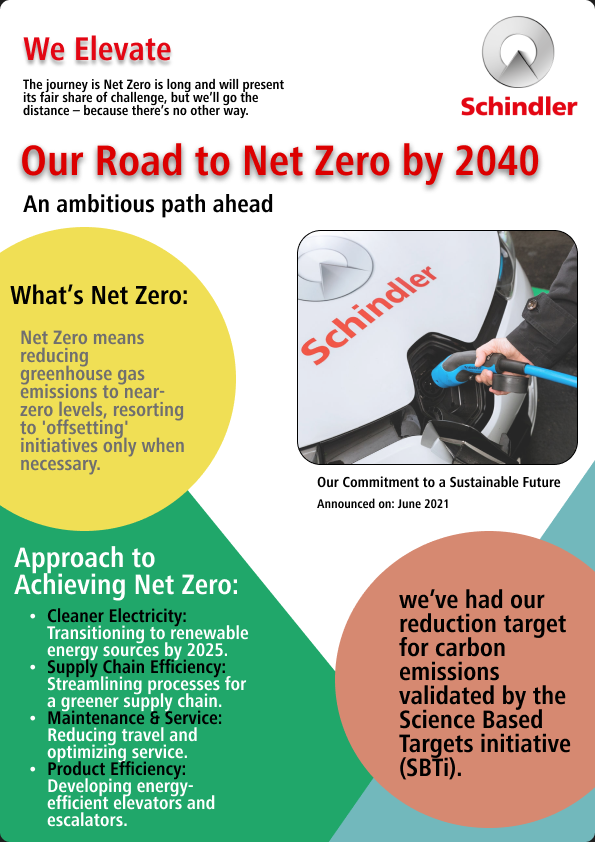 We Elevate
The journey is Net Zero is long and will present
its fair share of challenge, but we’ll go the
distance – because there’s no other way.
Schindler
Our Road to Net Zero by 2040
An ambitious path ahead
What’s Net Zero:
Net Zero means
reducing
greenhouse gas
emissions to near-
zero levels, resorting
to 'offsetting'
initiatives only when
necessary.
Schindler
Our Commitment to a Sustainable Future
Announced on: June 2021
Approach to
Achieving Net Zero:
• Cleaner Electricity:
Transitioning to renewable
energy sources by 2025.
• Supply Chain Efficiency:
Streamlining processes for
a greener supply chain.
• Maintenance & Service:
Reducing travel and
optimizing service.
• Product Efficiency:
Developing energy-
efficient elevators and
escalators.
we’ve had our
reduction target
for carbon
emissions
validated by the
Science Based
Targets initiative
(SBTi).